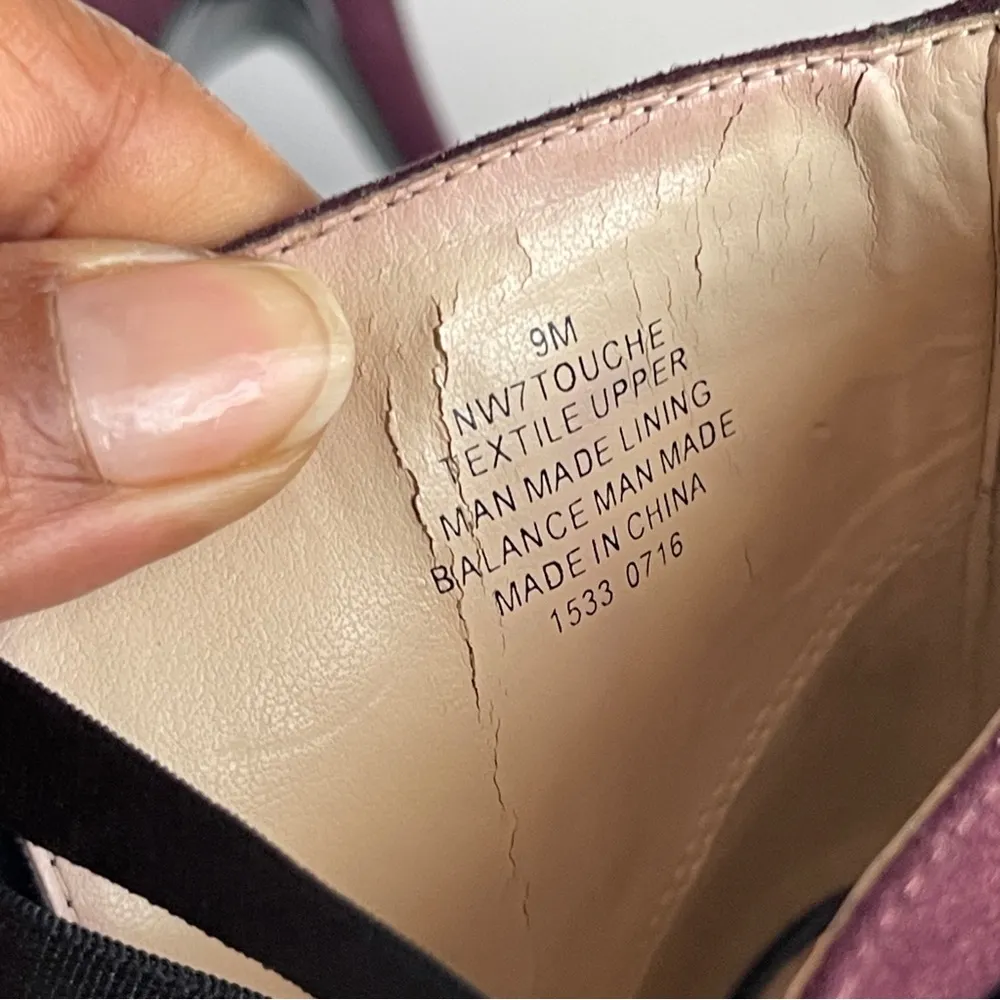 9M
NW7TOUCHE
TEXTILE UPPER
MAN MADE LINING
BALANCE MAN MADE
MADE IN CHINA
1533 0716